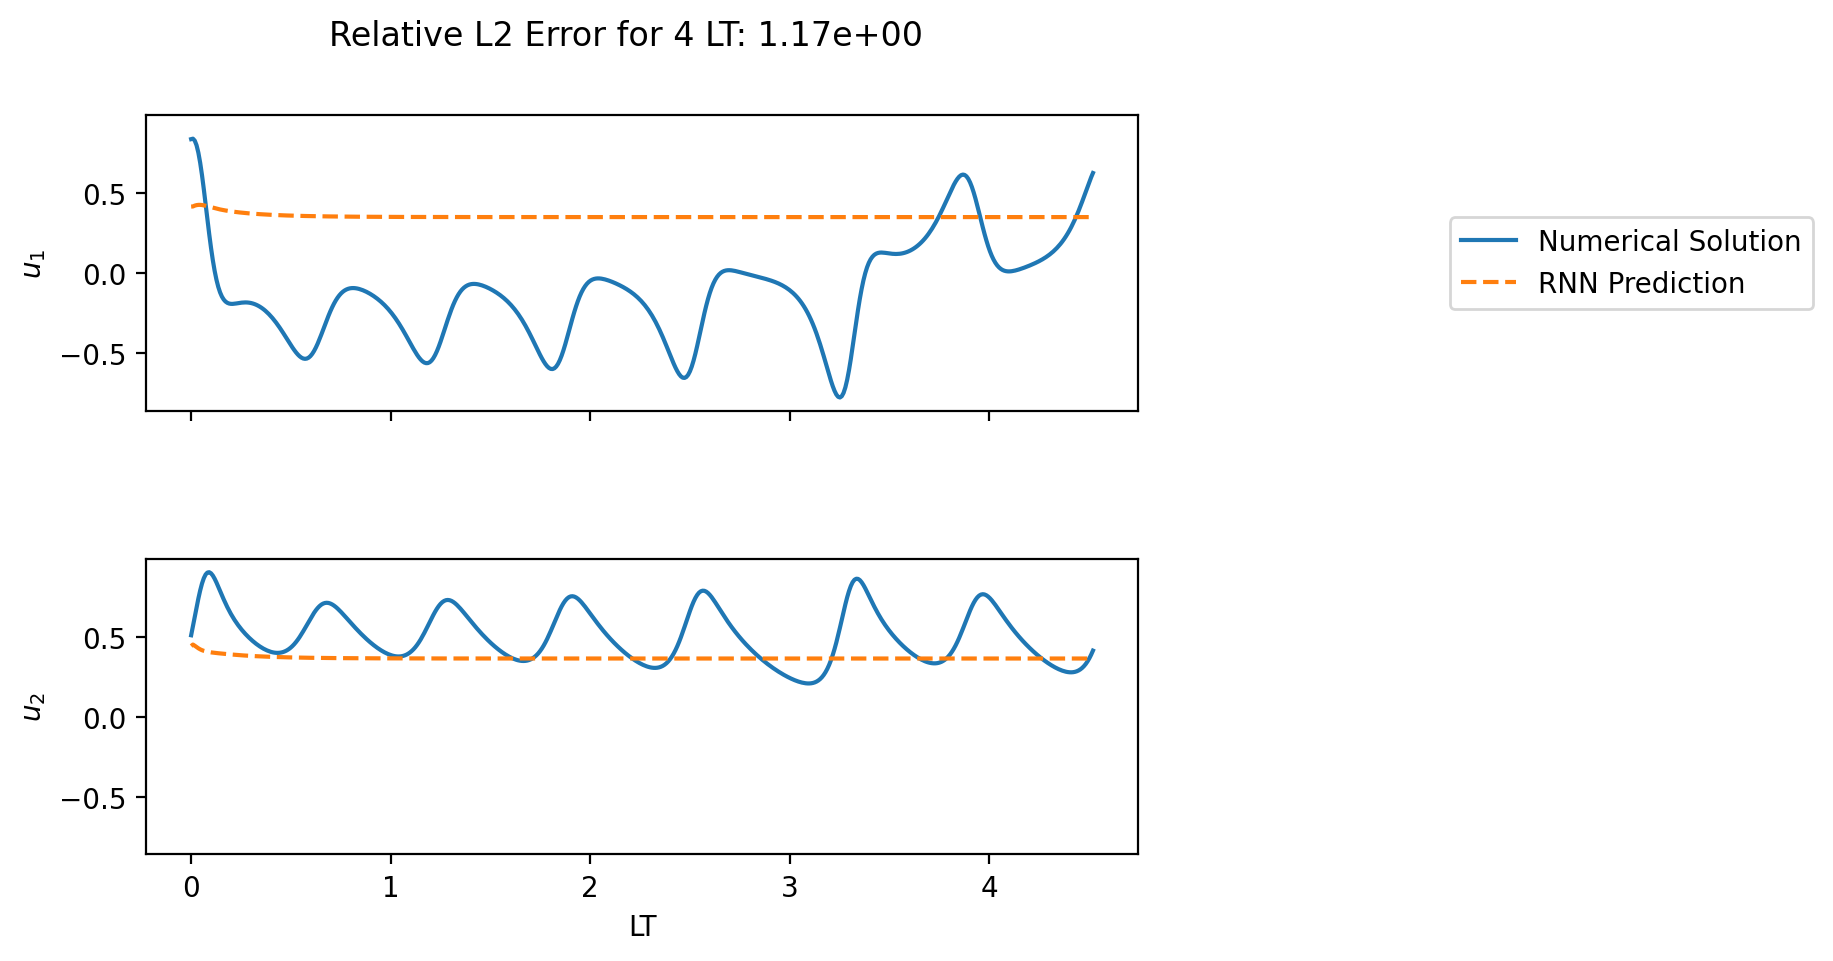 Relative L2 Error for 4 LT: 1.17e+00
u₁
0.5
0.0
−0.5
Numerical Solution
RNN Prediction
u₂
0.5
0.0
−0.5
0 1 2 3 4
LT